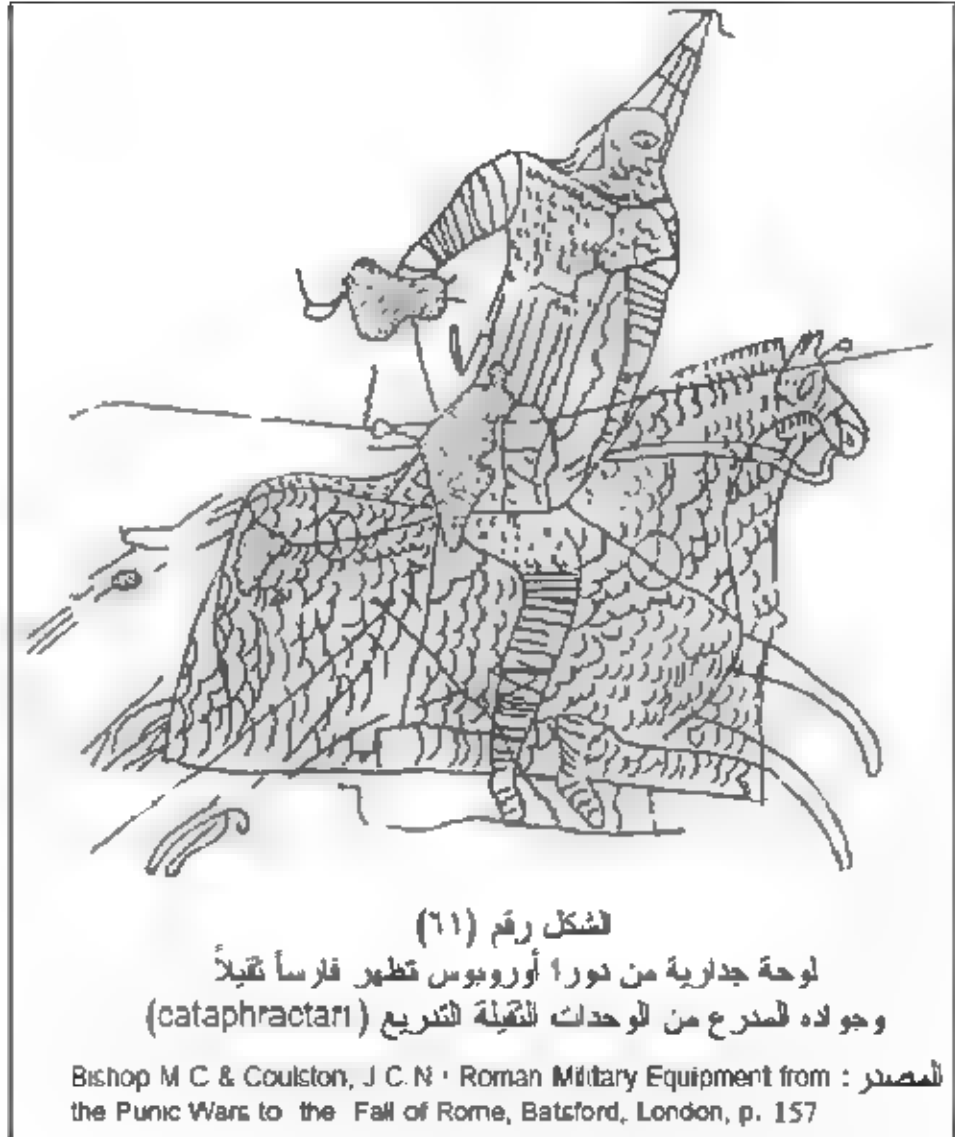 الشكل رقم (٦١)
لوحة جدارية من دورا أوروبوس تظهر فارساً ثقيلاً
وجواده المدرع من الوحدات الثقيلة التدريع (cataphractarı)
المصدر : Bishop M C & Coulston, J C. N · Roman Military Equipment from
the Punic Wars to the Fall of Rome, Batsford, London, p. 157